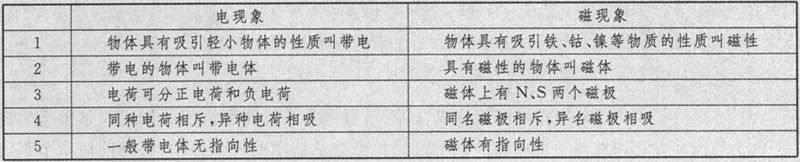 电现象 磁现象
1 物体具有吸引轻小物体的性质叫带电 物体具有吸引铁、钴、镍等物质的性质叫磁性
2 带电的物体叫带电体 具有磁性的物体叫磁体
3 电荷可分正电荷和负电荷 磁体上有N、S两个磁极
4 同种电荷相斥,异种电荷相吸 同名磁极相斥,异名磁极相吸
5 一般带电体无指向性 磁体有指向性